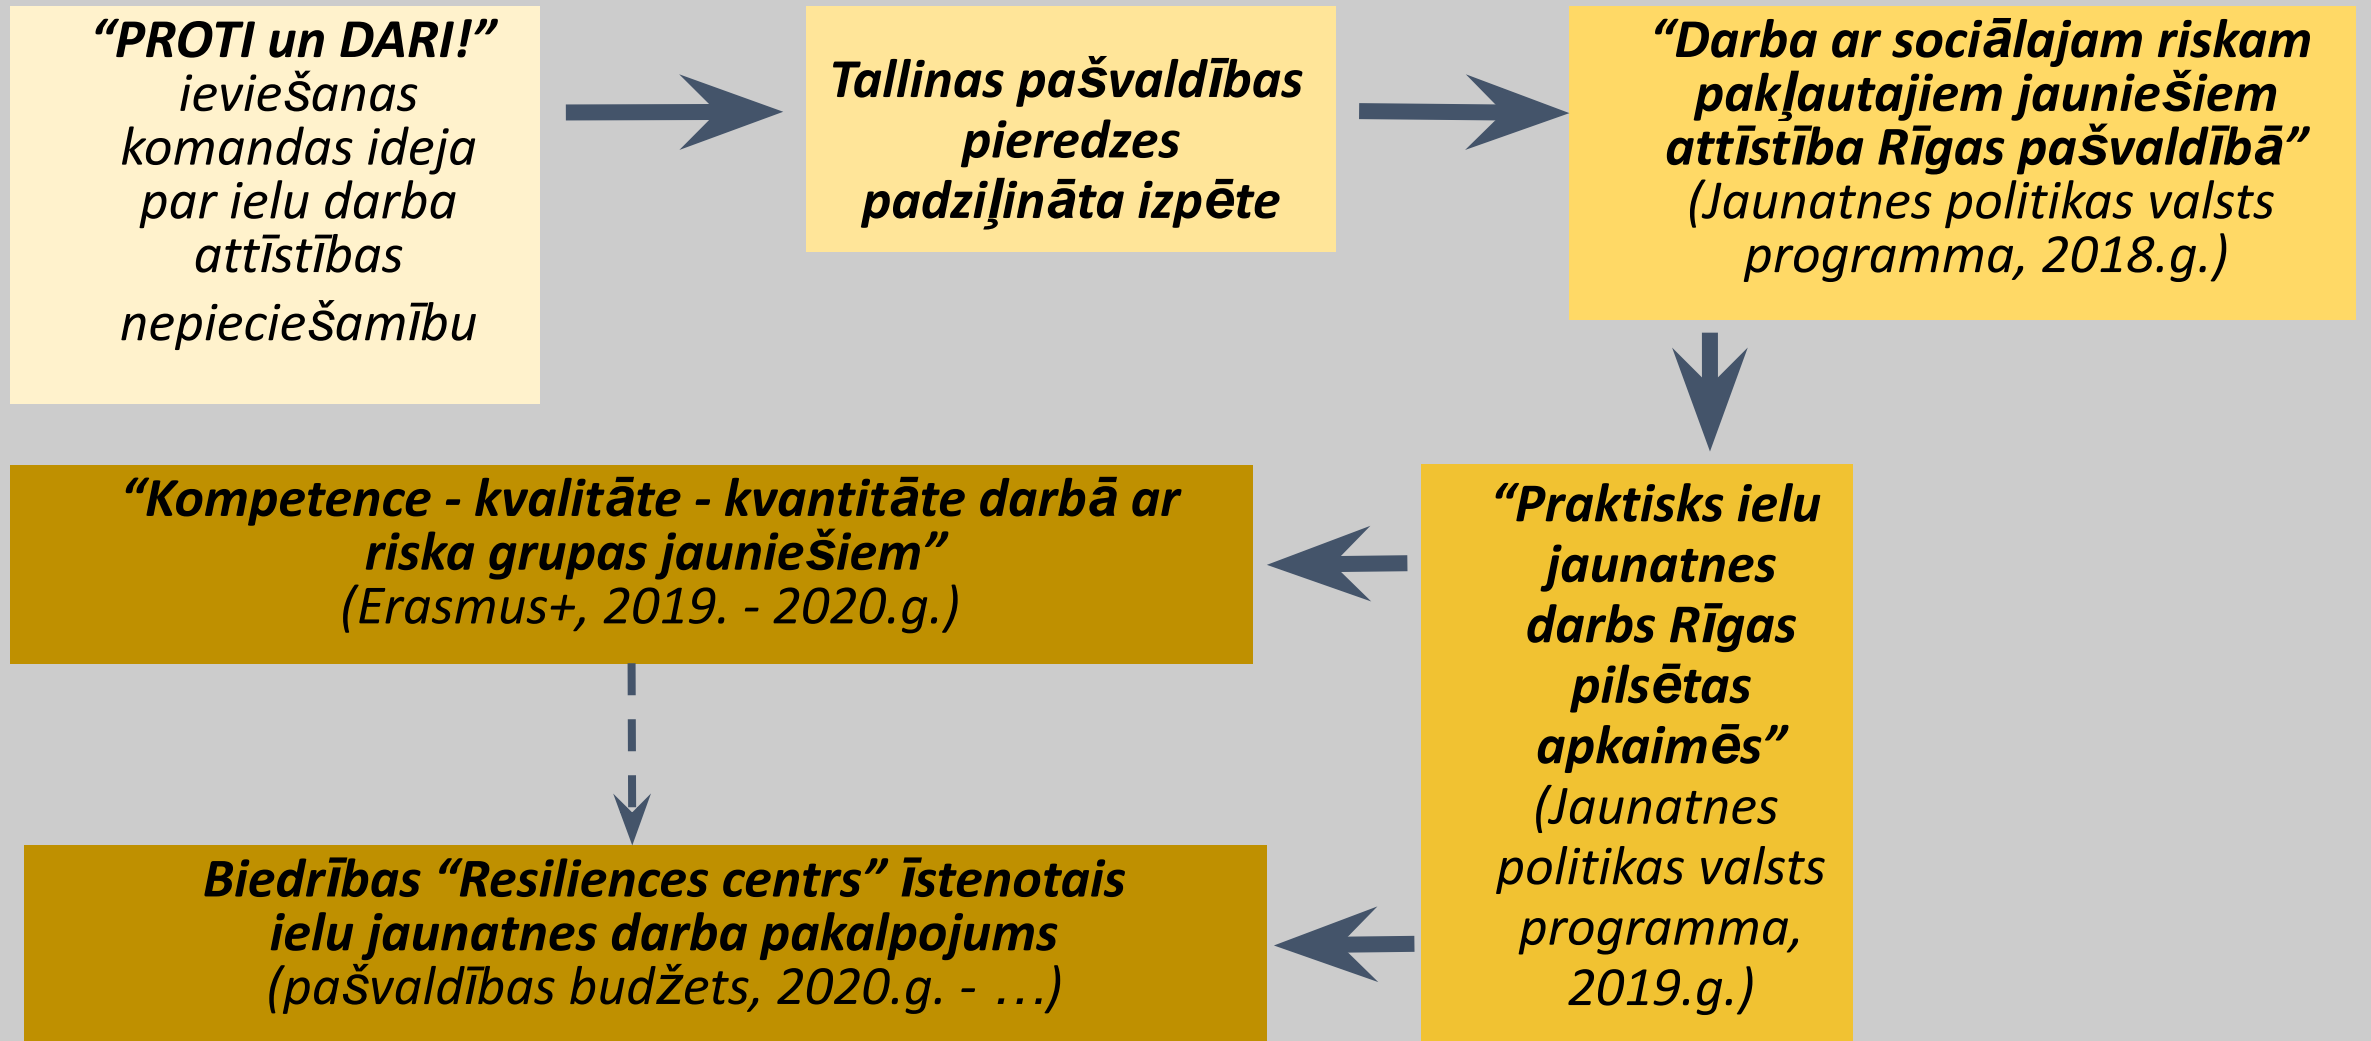 “PROTI un DARI!”
ieviešanas
komandas ideja
par ielu darba
attīstības
nepieciešamību
Tallinas pašvaldības
pieredzes
padziļināta izpēte
“Darba ar sociālajam riskam
pakļautajiem jauniešiem
attīstība Rīgas pašvaldībā”
(Jaunatnes politikas valsts
programma, 2018.g.)
“Praktisks ielu
jaunatnes
darbs Rīgas
pilsētas
apkaimēs”
(Jaunatnes
politikas valsts
programma,
2019.g.)
“Kompetence - kvalitāte - kvantitāte darbā ar
riska grupas jauniešiem”
(Erasmus+, 2019. - 2020.g.)
Biedrības “Resiliences centrs” īstenotais
ielu jaunatnes darba pakalpojums
(pašvaldības budžets, 2020.g. - ...)